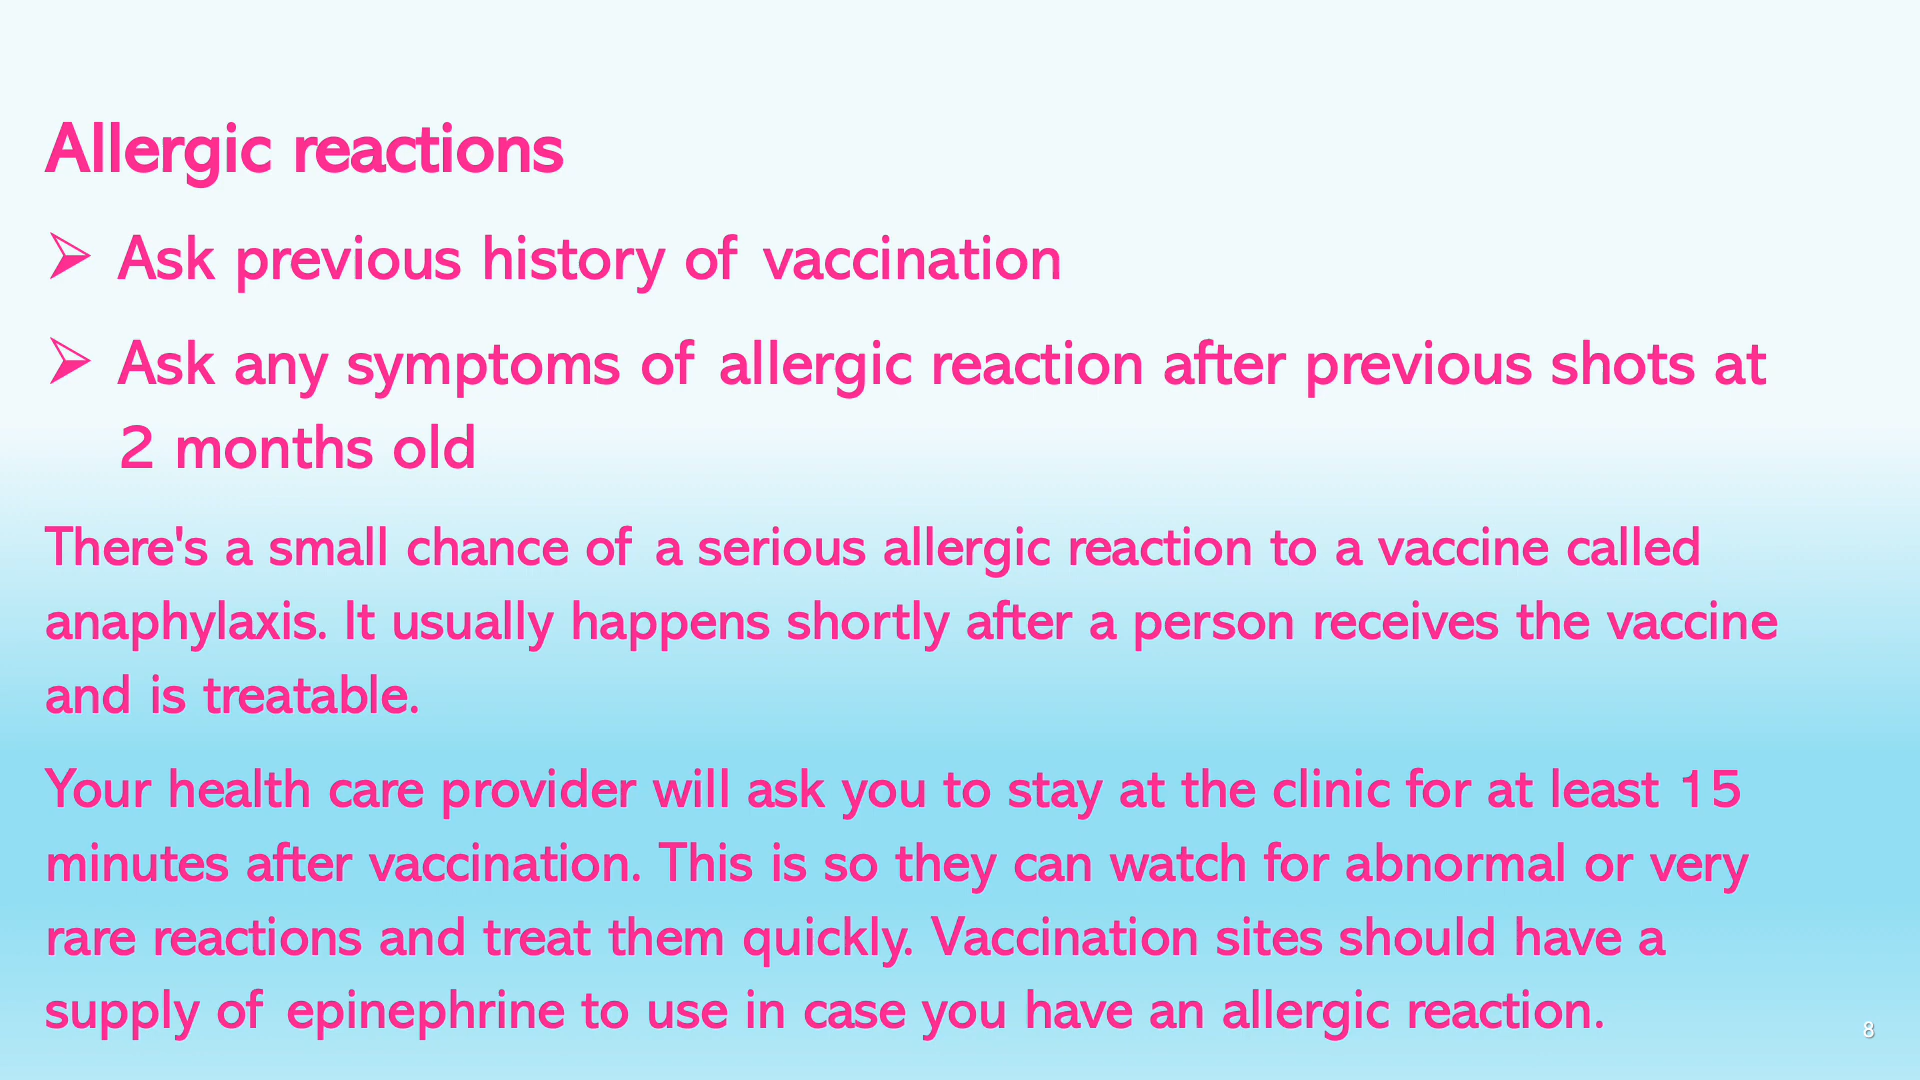 Allergic reactions
➢ Ask previous history of vaccination
➢ Ask any symptoms of allergic reaction after previous shots at
2 months old
There's a small chance of a serious allergic reaction to a vaccine called
anaphylaxis. It usually happens shortly after a person receives the vaccine
and is treatable.
Your health care provider will ask you to stay at the clinic for at least 15
minutes after vaccination. This is so they can watch for abnormal or very
rare reactions and treat them quickly. Vaccination sites should have a
supply of epinephrine to use in case you have an allergic reaction.
8